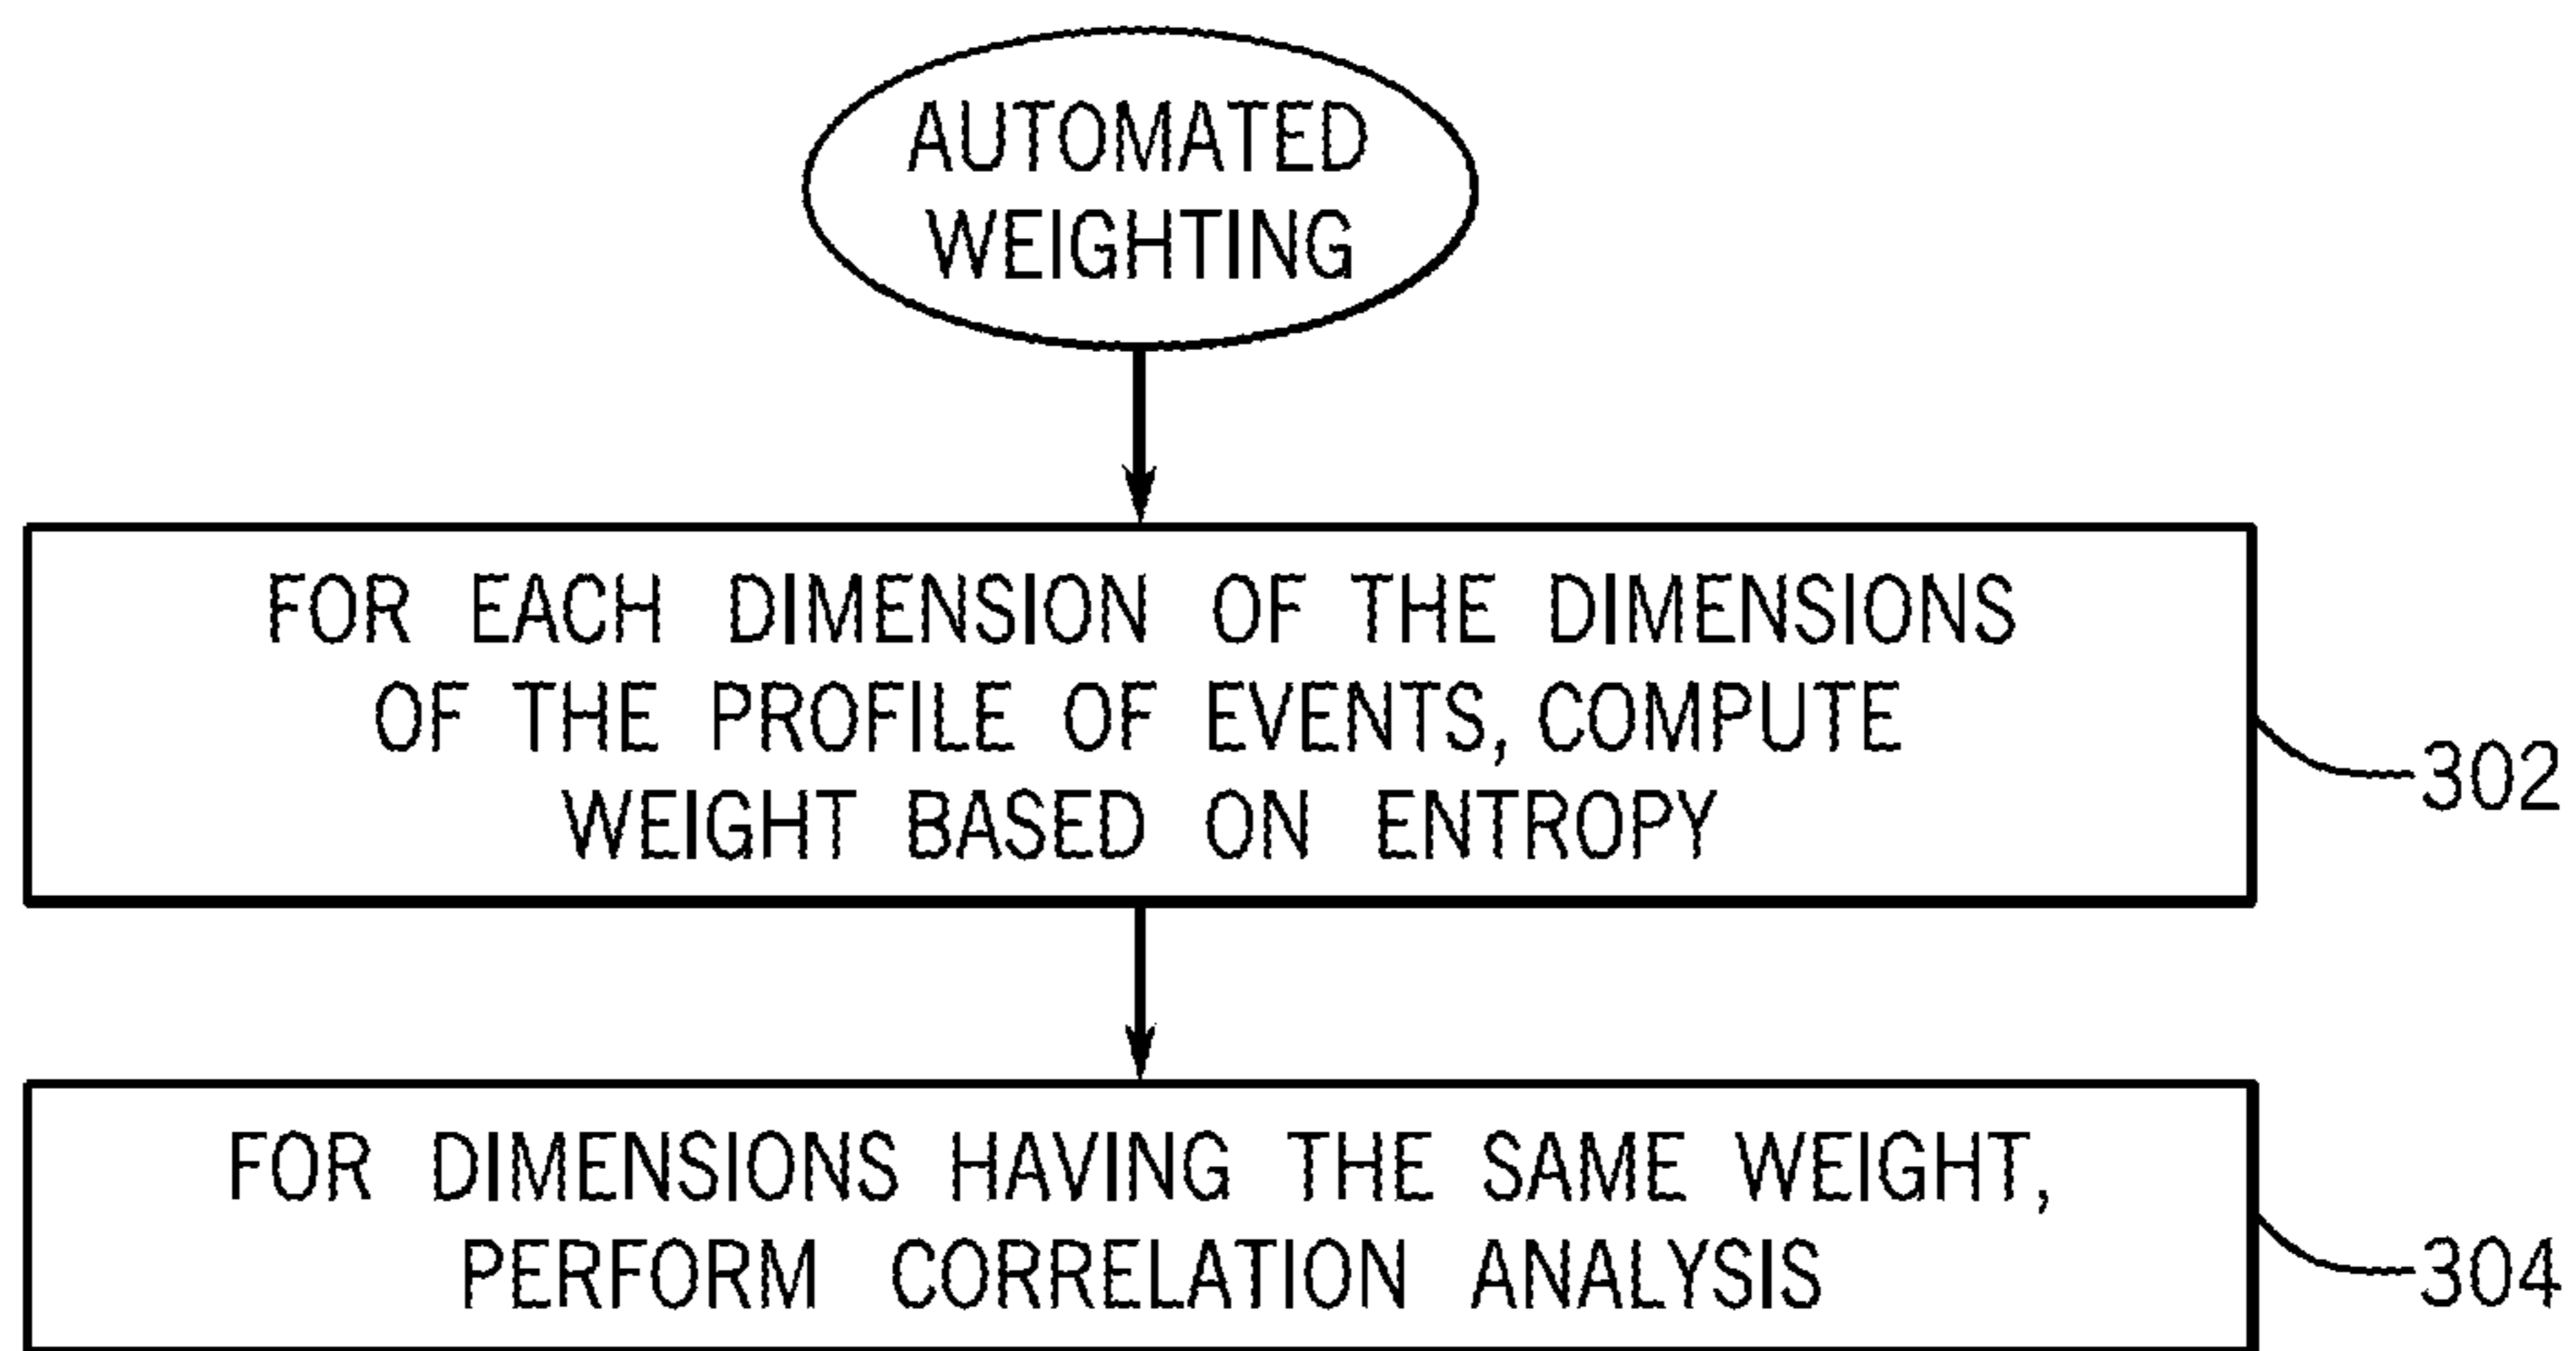 AUTOMATED
WEIGHTING
FOR EACH DIMENSION OF THE DIMENSIONS
OF THE PROFILE OF EVENTS, COMPUTE
WEIGHT BASED ON ENTROPY
302
FOR DIMENSIONS HAVING THE SAME WEIGHT,
PERFORM CORRELATION ANALYSIS
304